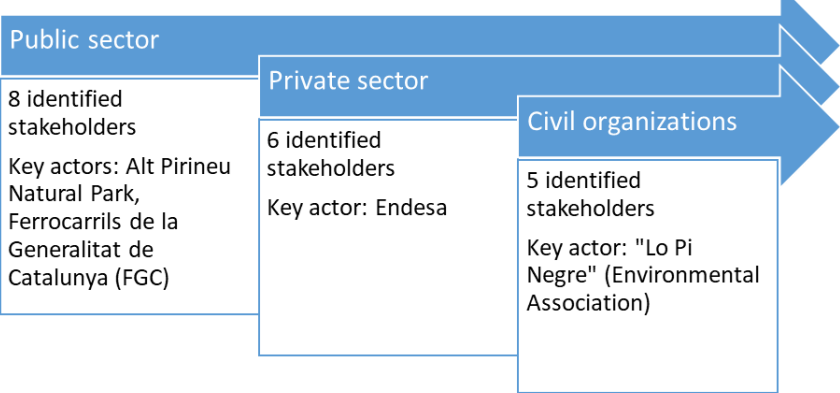 Public sector
8 identified
stakeholders
Key actors: Alt Pirineu
Natural Park,
Ferrocarrils de la
Generalitat de
Catalunya (FGC)
Private sector
6 identified
stakeholders
Key actor: Endesa
Civil organizations
5 identified
stakeholders
Key actor: "Lo Pi
Negre" (Environmental
Association)